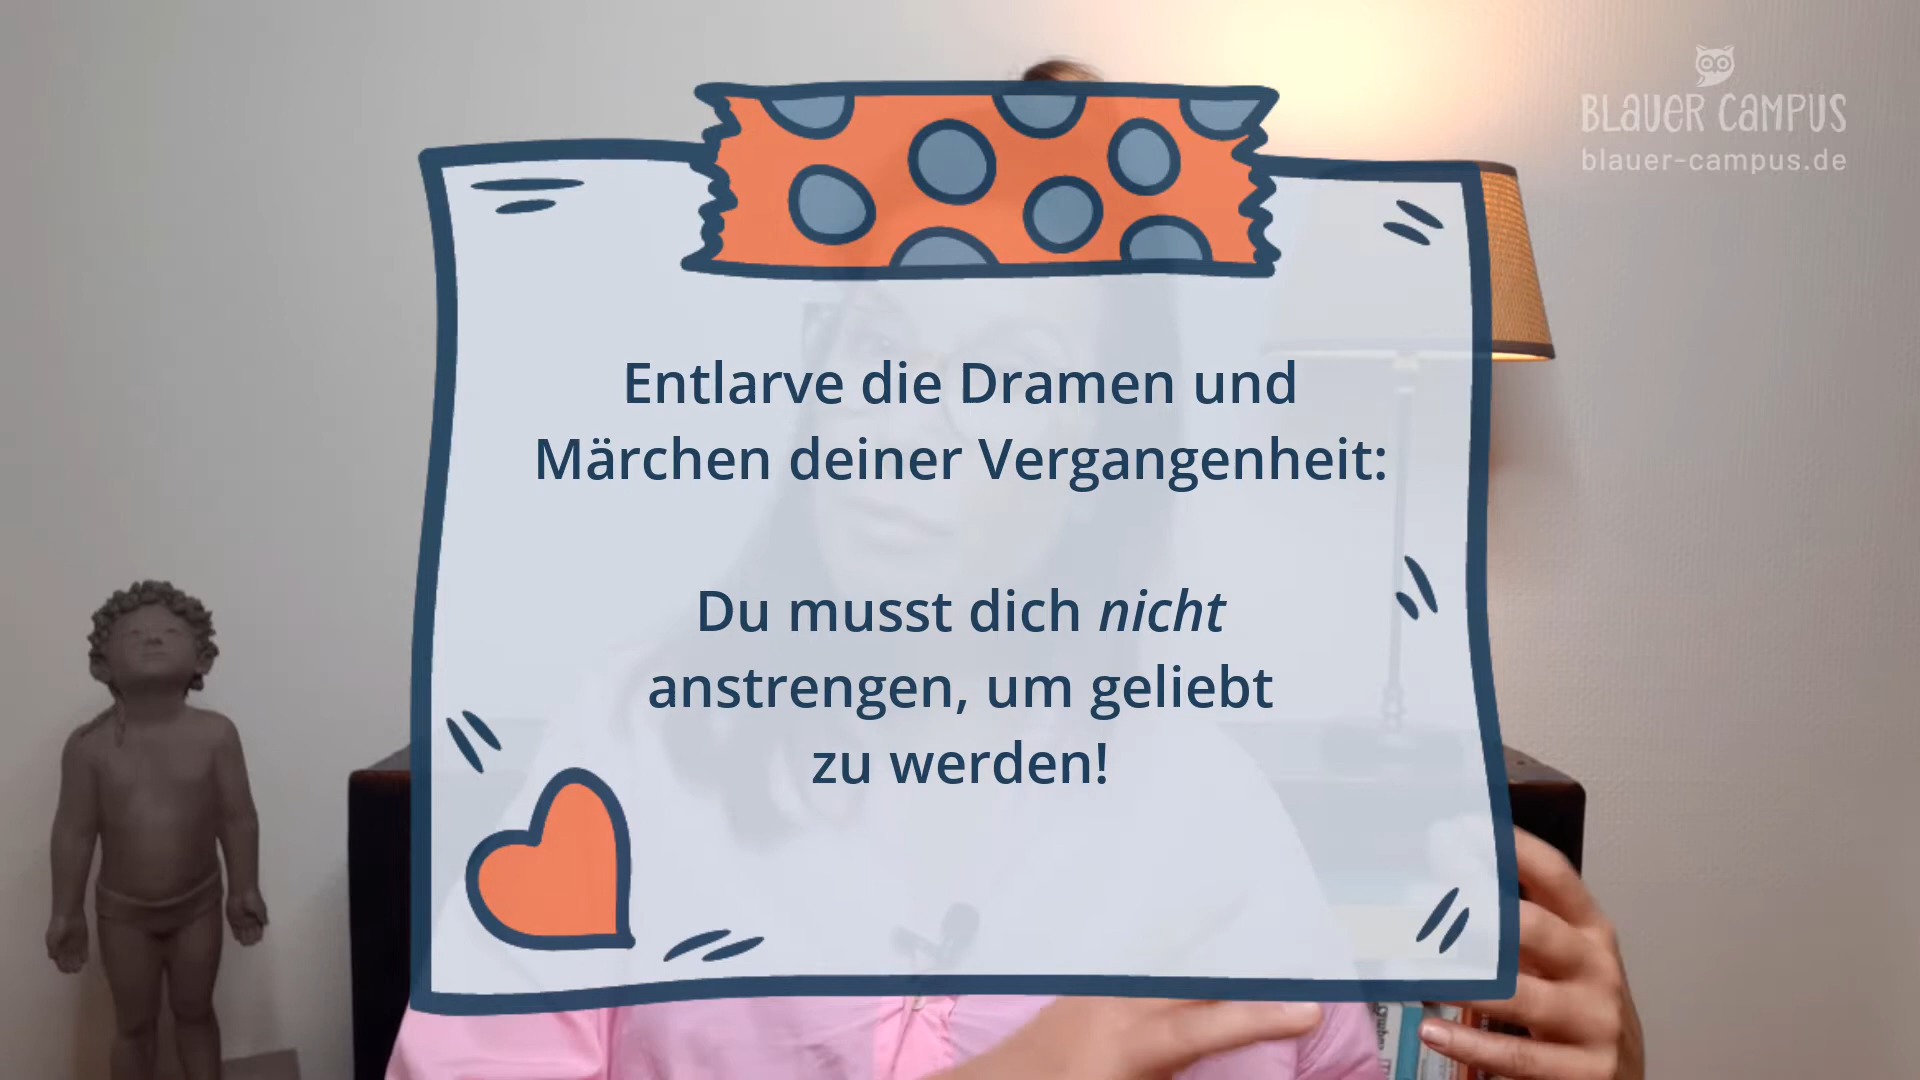 BLAUER CAMPUS
blauer-campus.de
Entlarve die Dramen und
Märchen deiner Vergangenheit:
Du musst dich nicht
anstrengen, um geliebt
zu werden!